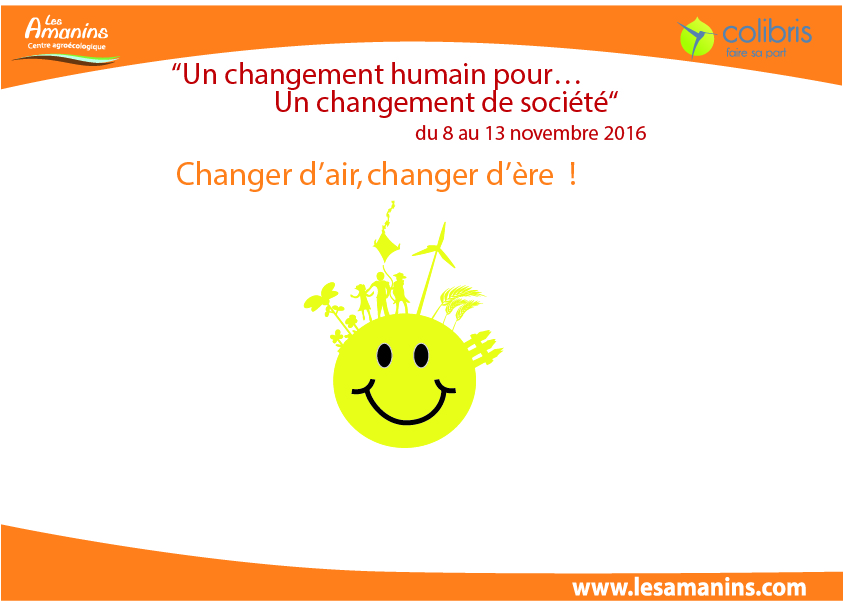 Les
Amanins
Centre agroécologique
colibris
faire sa part
“Un changement humain pour…
Un changement de société“
du 8 au 13 novembre 2016
Changer d’air, changer d’ère !
www.lesamanins.com